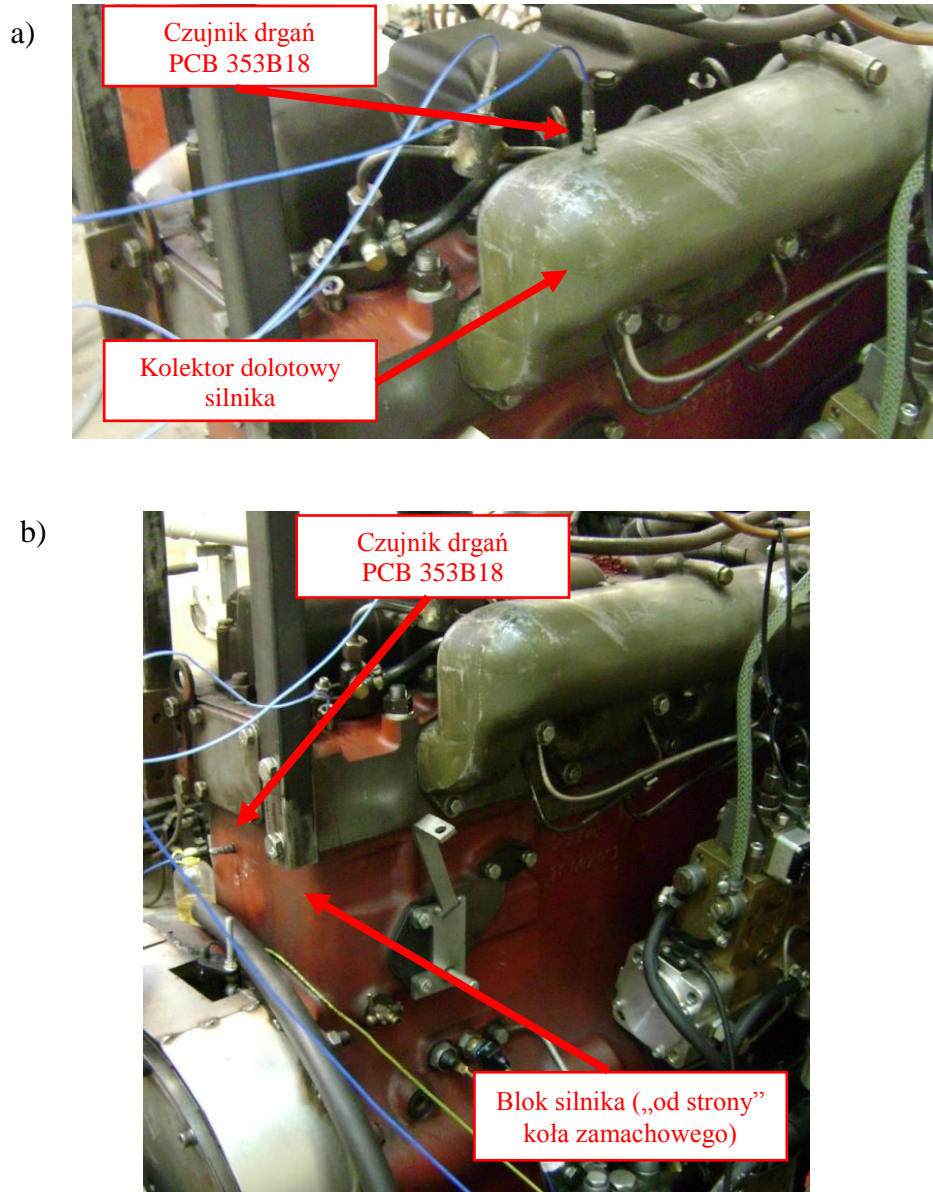 a)
Czujnik drgań
PCB 353B18
Kolektor dolotowy
silnika
b)
Czujnik drgań
PCB 353B18
Blok silnika („od strony”
koła zamachowego)